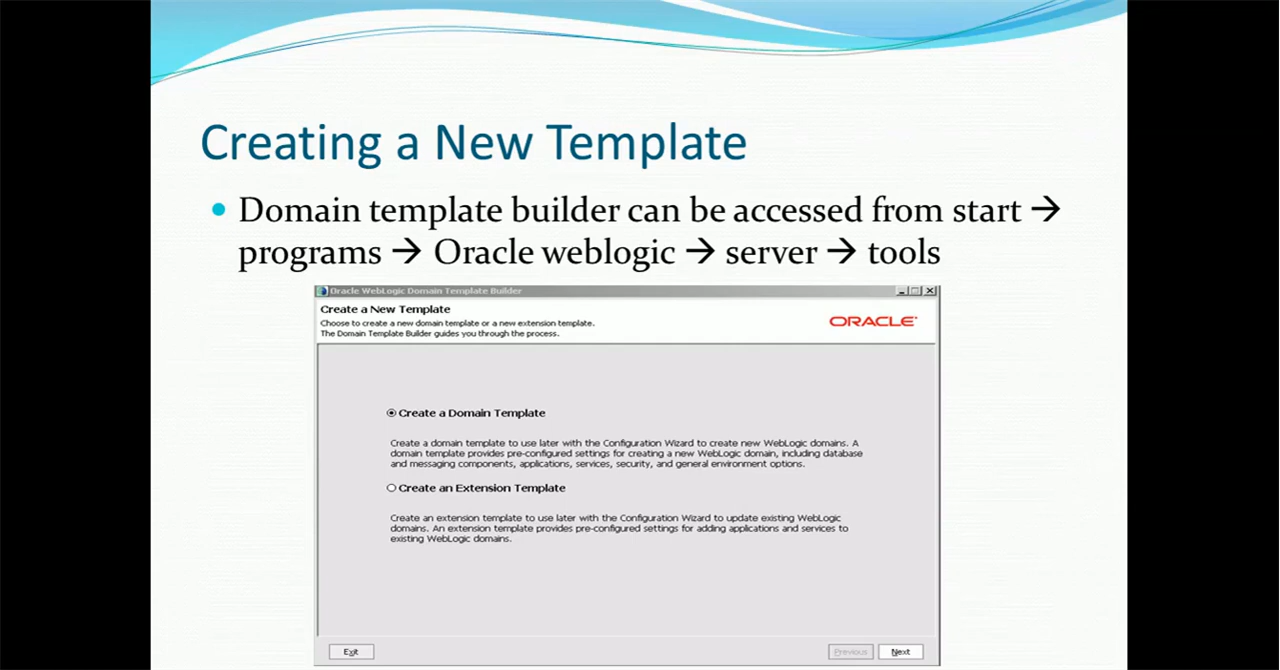 Creating a New Template
• Domain template builder can be accessed from start →
programs → Oracle weblogic → server → tools
Oracle WebLogic Domain Template Builder
Create a New Template
Choose to create a new domain template or a new extension template.
The Domain Template Builder guides you through the process.
ORACLE
Create a Domain Template
Create a domain template to use later with the Configuration Wizard to create new WebLogic domains. A
domain template provides pre-configured settings for creating a new WebLogic domain, including database
and messaging components, applications, services, security, and general environment options.
Create an Extension Template
Create an extension template to use later with the Configuration Wizard to update existing WebLogic
domains. An extension template provides pre-configured settings for adding applications and services to
existing WebLogic domains.
Exit
Previous
Next